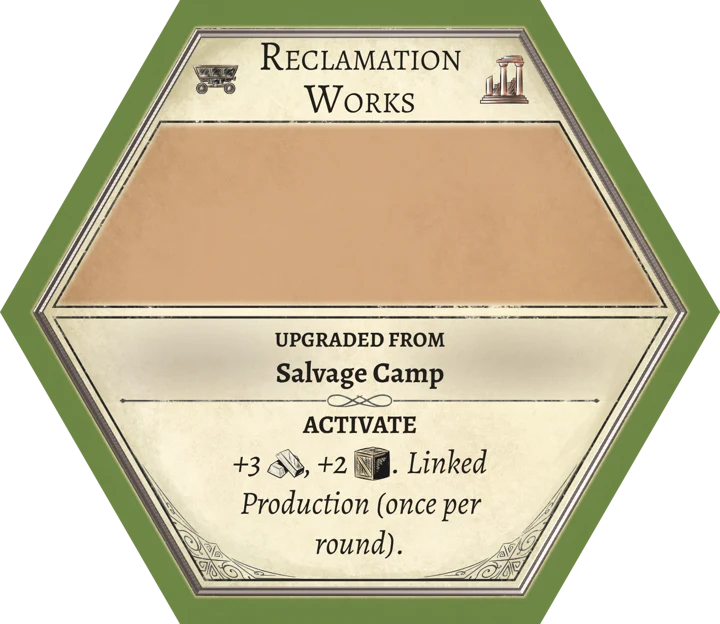 Reclamation
Works
UPGRADED FROM
Salvage Camp
ACTIVATE
+3 , +2 . Linked
Production (once per
round).